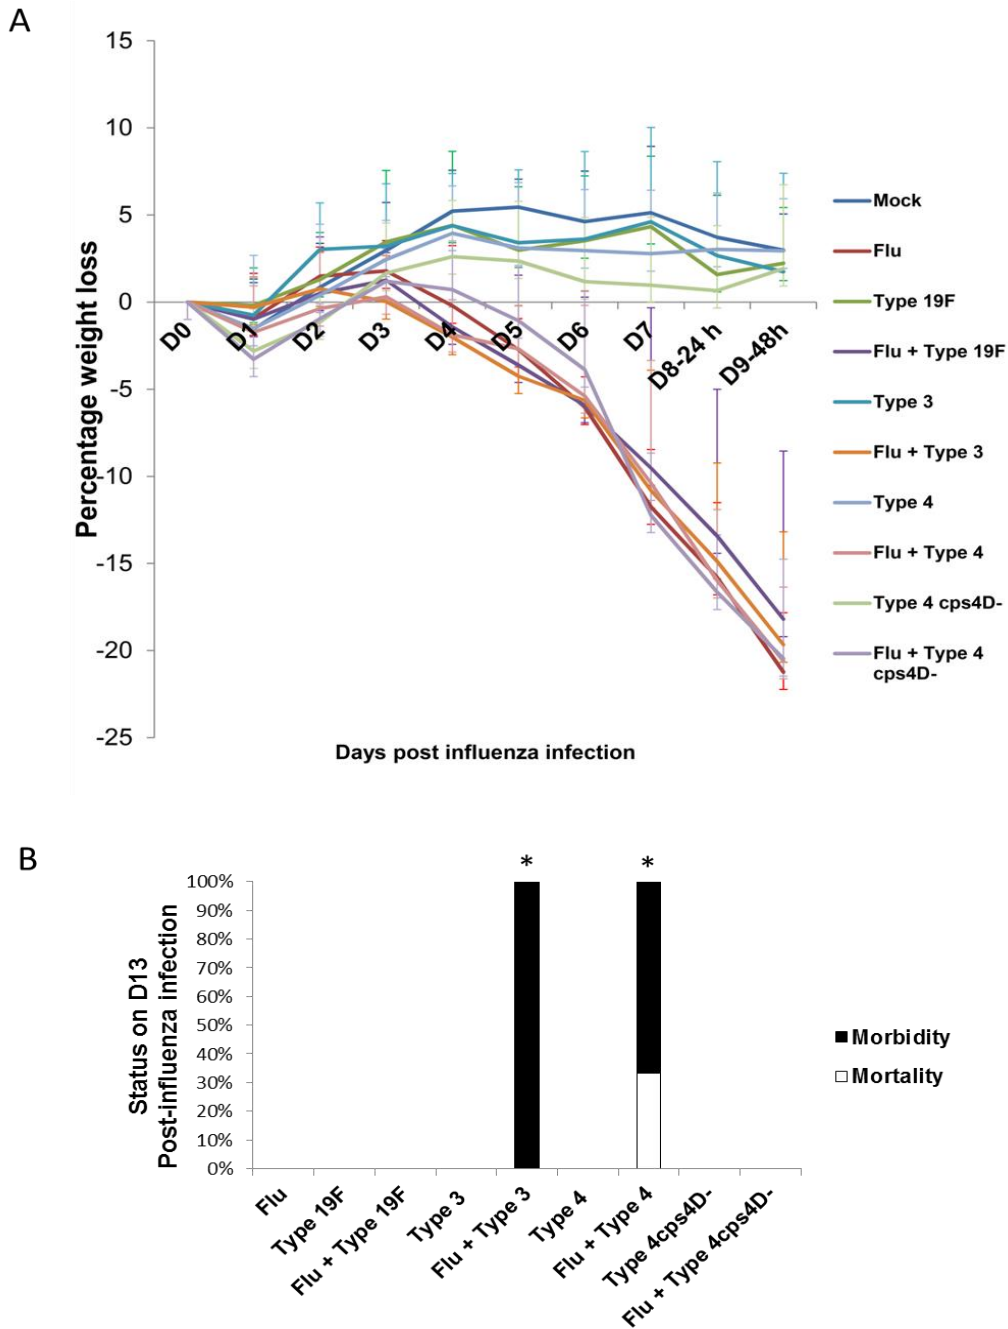 A
Percentage weight loss
15
10
5
0
-5
-10
-15
-20
-25
D0
D1
D2
D3
D4
D5
D6
D7
D8-24 h
D9-48h
Days post influenza infection
Mock
Flu
Type 19F
Flu + Type 19F
Type 3
Flu + Type 3
Type 4
Flu + Type 4
Type 4 cps4D-
Flu + Type 4
cps4D-
B
Status on D13
Post-influenza infection
100%
90%
80%
70%
60%
50%
40%
30%
20%
10%
0%
*
*
Flu
Type 19F
Flu + Type 19F
Type 3
Flu + Type 3
Type 4
Flu + Type 4
Type 4cps4D-
Flu + Type 4cps4D-
Morbidity
Mortality